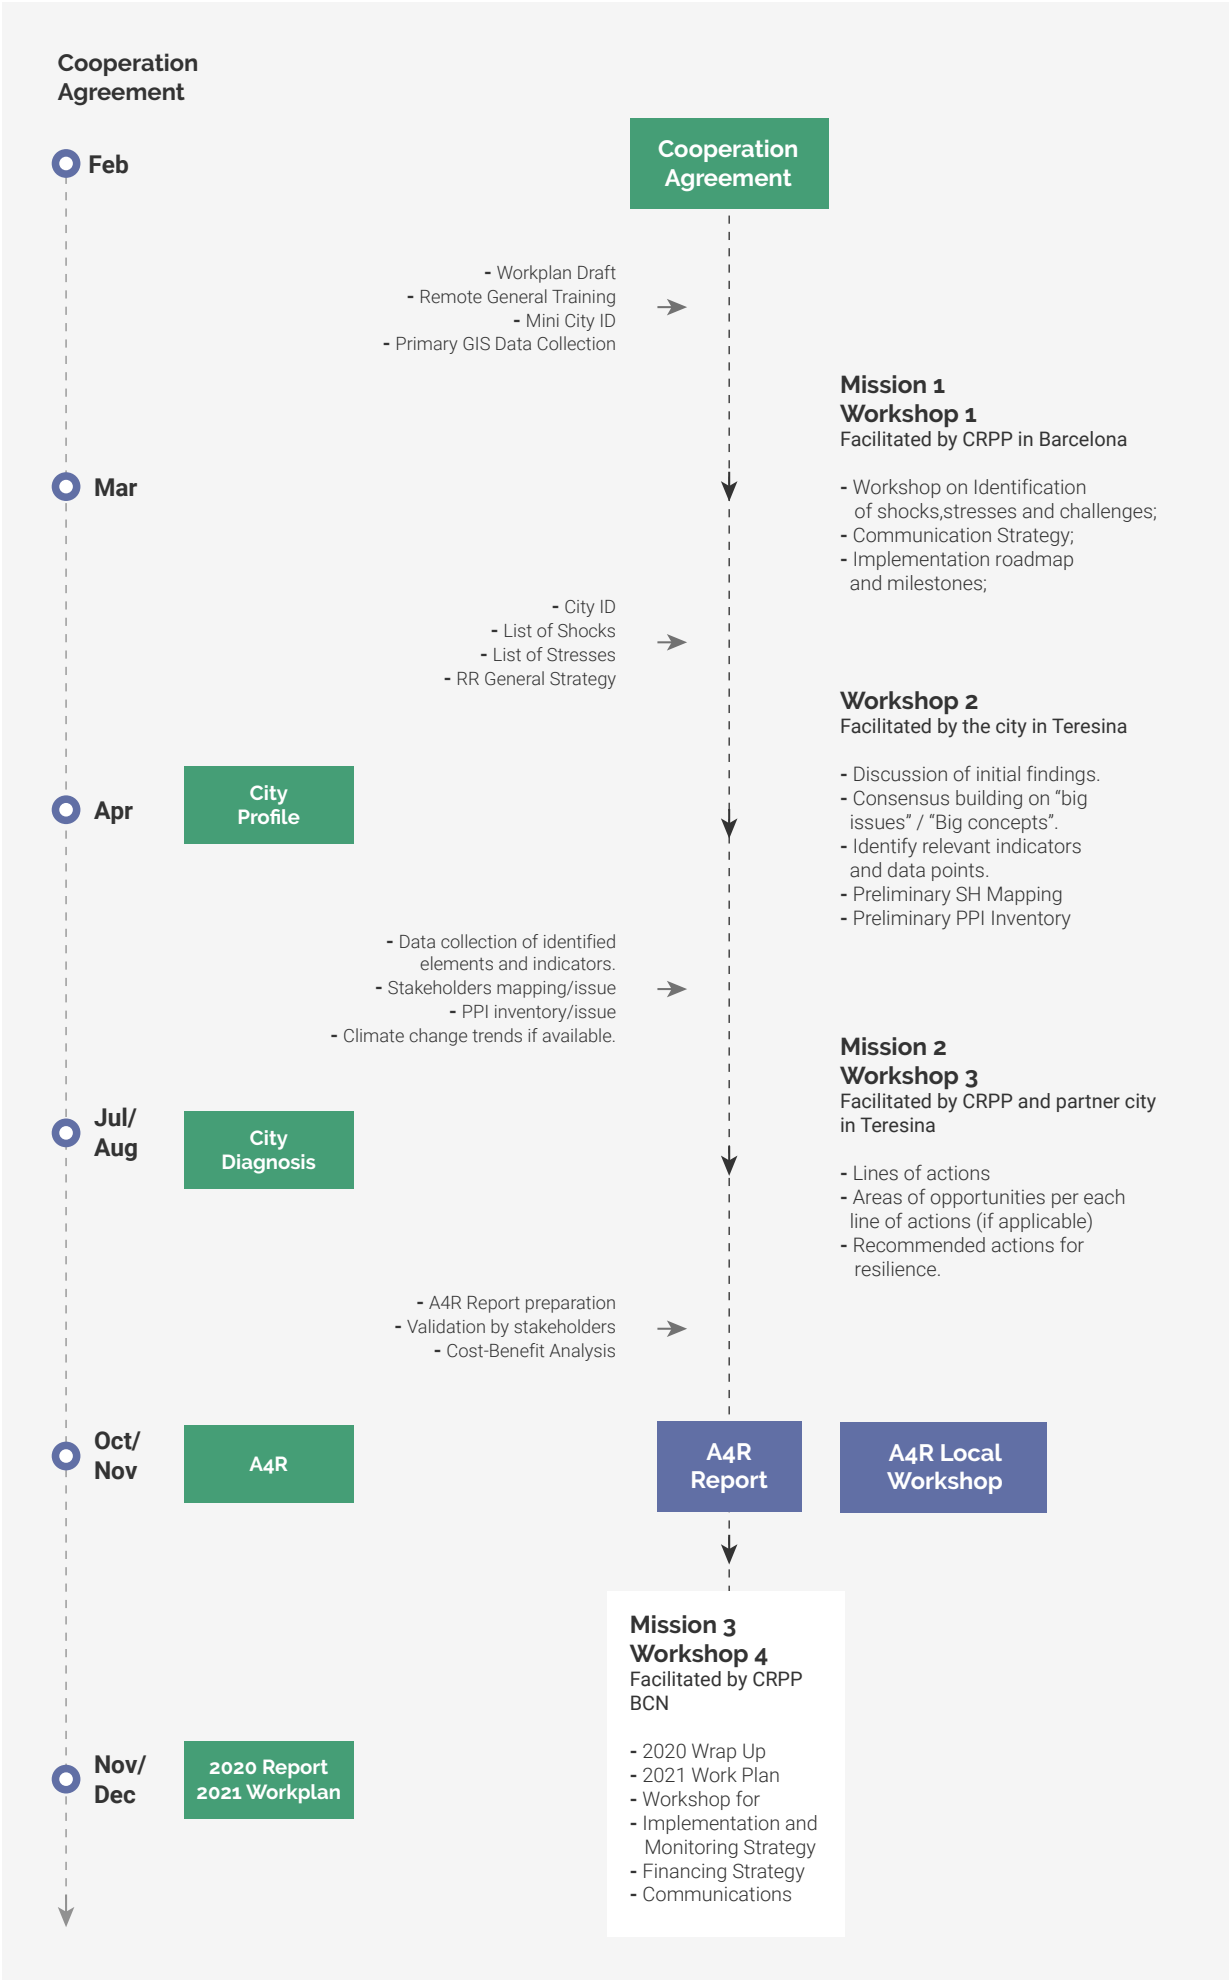 Cooperation
Agreement
Feb
Cooperation
Agreement
- Workplan Draft
- Remote General Training
- Mini City ID
- Primary GIS Data Collection
Mission 1
Workshop 1
Facilitated by CRPP in Barcelona
- Workshop on Identification
of shocks,stresses and challenges;
- Communication Strategy;
- Implementation roadmap
and milestones;
Mar
- City ID
- List of Shocks
- List of Stresses
- RR General Strategy
Workshop 2
Facilitated by the city in Teresina
- Discussion of initial findings.
- Consensus building on “big
issues” / “Big concepts”.
- Identify relevant indicators
and data points.
- Preliminary SH Mapping
- Preliminary PPI Inventory
Apr
City
Profile
- Data collection of identified
elements and indicators.
- Stakeholders mapping/issue
- PPI inventory/issue
- Climate change trends if available.
Mission 2
Workshop 3
Facilitated by CRPP and partner city
in Teresina
- Lines of actions
- Areas of opportunities per each
line of actions (if applicable)
- Recommended actions for
resilience.
Jul/
Aug
City
Diagnosis
- A4R Report preparation
- Validation by stakeholders
- Cost-Benefit Analysis
Oct/
Nov
A4R
A4R
Report
A4R Local
Workshop
Mission 3
Workshop 4
Facilitated by CRPP
BCN
- 2020 Wrap Up
- 2021 Work Plan
- Workshop for
- Implementation and
Monitoring Strategy
- Financing Strategy
- Communications
Nov/
Dec
2020 Report
2021 Workplan